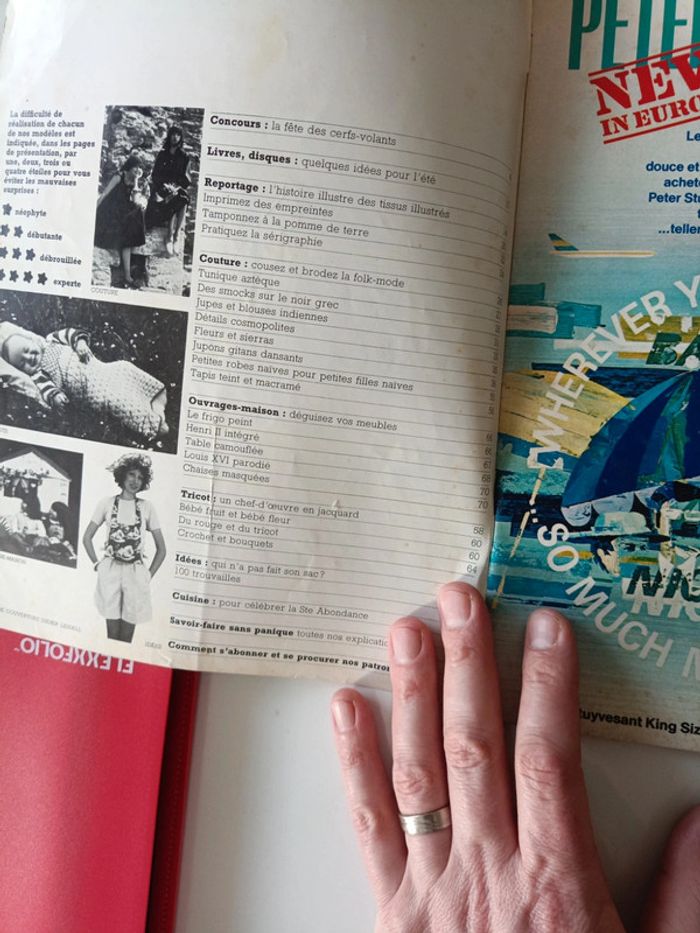 La difficulté de
réalisation de chacun
de nos modèles est
indiquée, dans les pages
de présentation, par
une, deux, trois ou
quatre étoiles pour vous
éviter les mauvaises
surprises :
néophyte
débutante
débrouillée
experte
COUTURE
Concours : la fête des cerfs-volants
Livres, disques : quelques idées pour l'été
Reportage : l'histoire illustre des tissus illustrés
Imprimez des empreintes
Tamponnez à la pomme de terre
Pratiquez la sérigraphie
Couture : cousez et brodez la folk-mode
Tunique aztèque
Des smocks sur le noir grec
Jupes et blouses indiennes
Détails cosmopolites
Fleurs et sierras
Jupons gitans dansants
Petites robes naïves pour petites filles naïves
Tapis teint et macramé
Ouvrages-maison : déguisez vos meubles
Le frigo peint
Henri II intégré
Table camouflée 67
Louis XVI parodié 68
Chaises masquées 70
70
Tricot : un chef-d'œuvre en jacquard
Bébé fruit et bébé fleur 68
Du rouge et du tricot 60
Crochet et bouquets 60
64
Idées : qui n'a pas fait son sac?
100 trouvailles
Cuisine : pour célébrer la Ste Abondance
Savoir-faire sans panique toutes nos explicatio
Comment s'abonner et se procurer nos patro
IDÉES
FLEXXFOLIO™
PETE
NEW
IN EURO
Le
douce et
achete
Peter St
...teller
WHEREVER Y
...SO MUCH M
tuyvesant King Siz